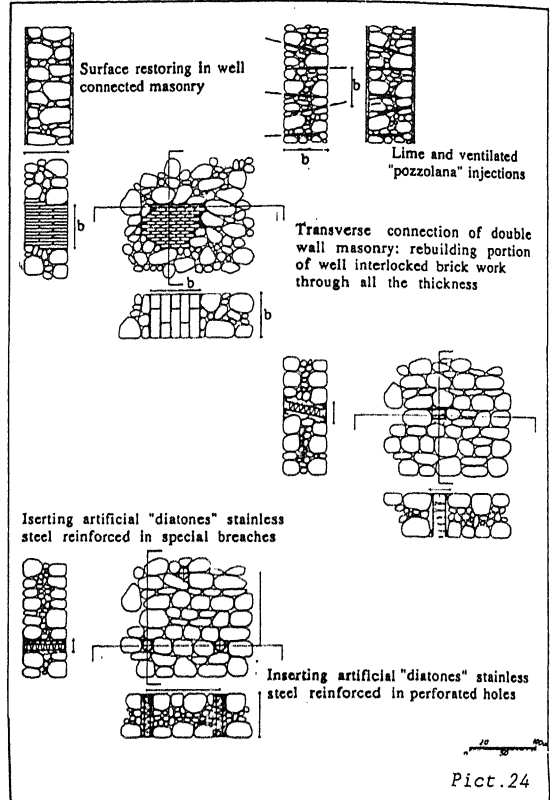 Surface restoring in well
connected masonry
b
b
Lime and ventilated
"pozzolana" injections
b
Transverse connection of double
wall masonry: rebuilding portion
of well interlocked brick work
through all the thickness
b
b
Iserting artificial "diatones" stainless
steel reinforced in special breaches
Inserting artificial "diatones" stainless
steel reinforced in perforated holes
20
50
Pict.24